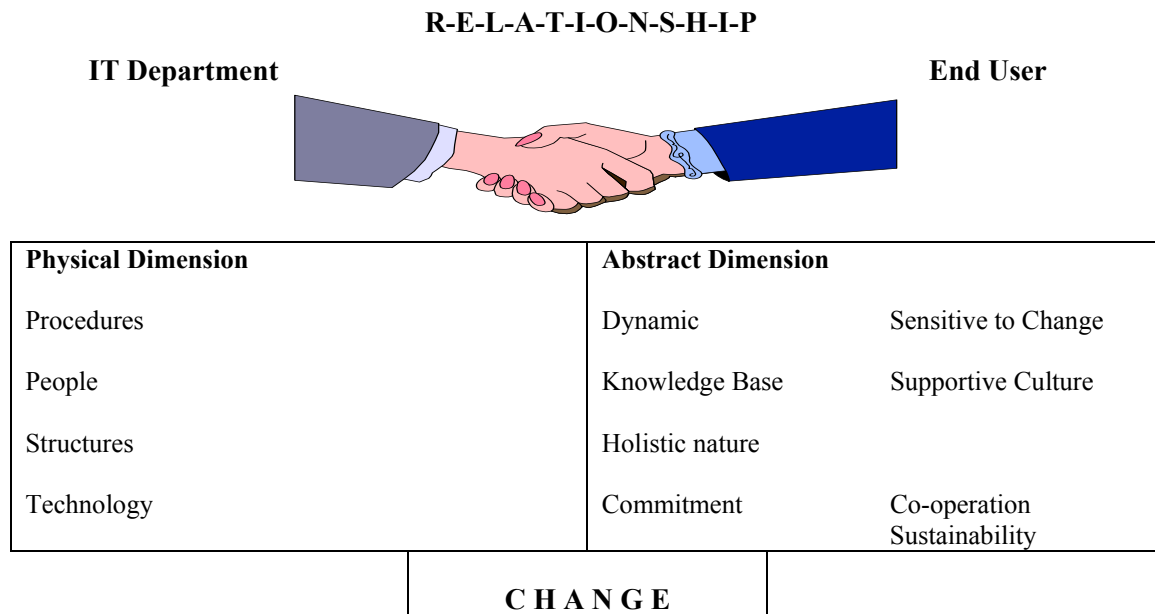 R-E-L-A-T-I-O-N-S-H-I-P
IT Department End User
Physical Dimension
Procedures
People
Structures
Technology
Abstract Dimension
Dynamic Sensitive to Change
Knowledge Base Supportive Culture
Holistic nature
Commitment Co-operation
Sustainability
C H A N G E